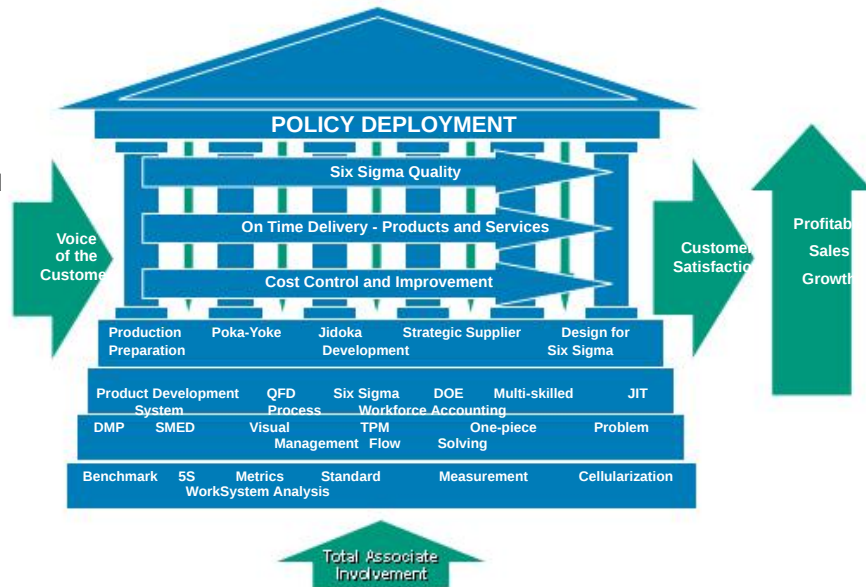 POLICY DEPLOYMENT
Six Sigma Quality
On Time Delivery - Products and Services
Cost Control and Improvement
Voice
of the
Custome
Customer
Satisfaction
Profitab
Sales
Growth
Production Poka-Yoke Jidoka Strategic Supplier Design for
Preparation Development Six Sigma
Product Development QFD Six Sigma DOE Multi-skilled JIT
System Process Workforce Accounting
DMP SMED Visual TPM One-piece Problem
Management Flow Solving
Benchmark 5S Metrics Standard Measurement Cellularization
WorkSystem Analysis
Total Associate
Involvement